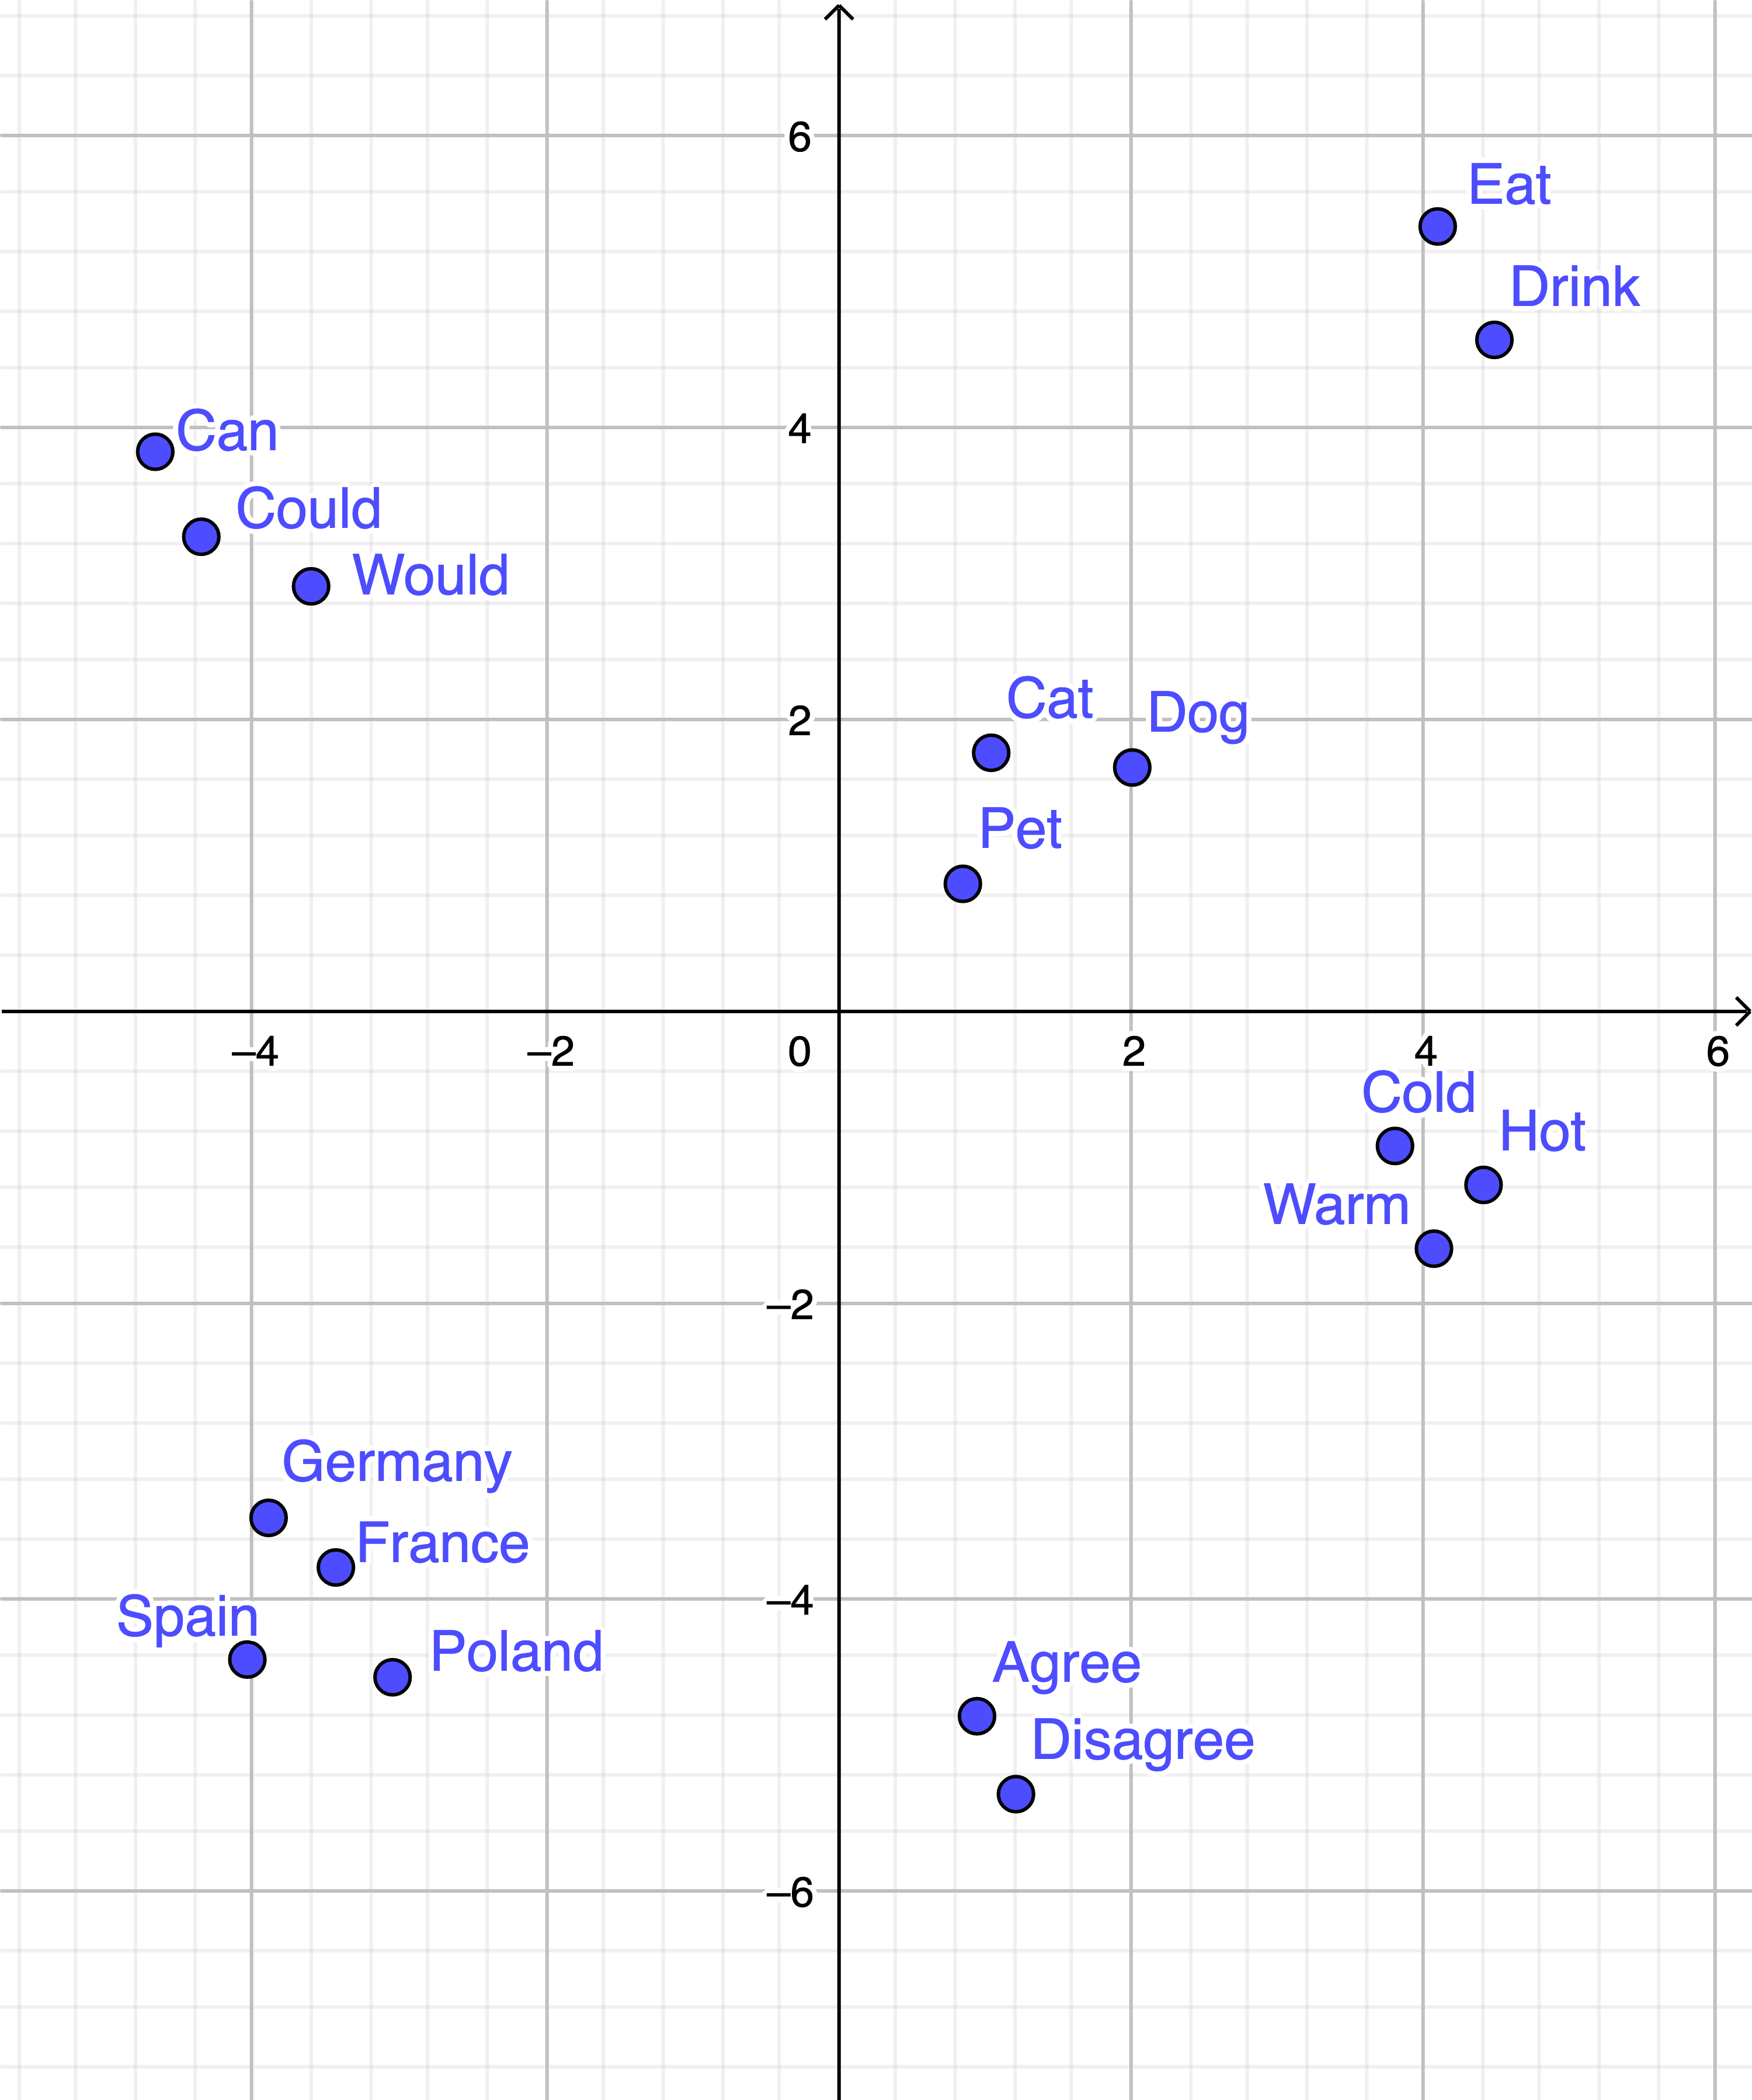 6
Eat
Drink
4
Can
Could
Would
2
Cat
Dog
Pet
–4
–2
0
2
4
6
Cold
Hot
Warm
–2
Germany
France
Spain
–4
Poland
Agree
Disagree
–6